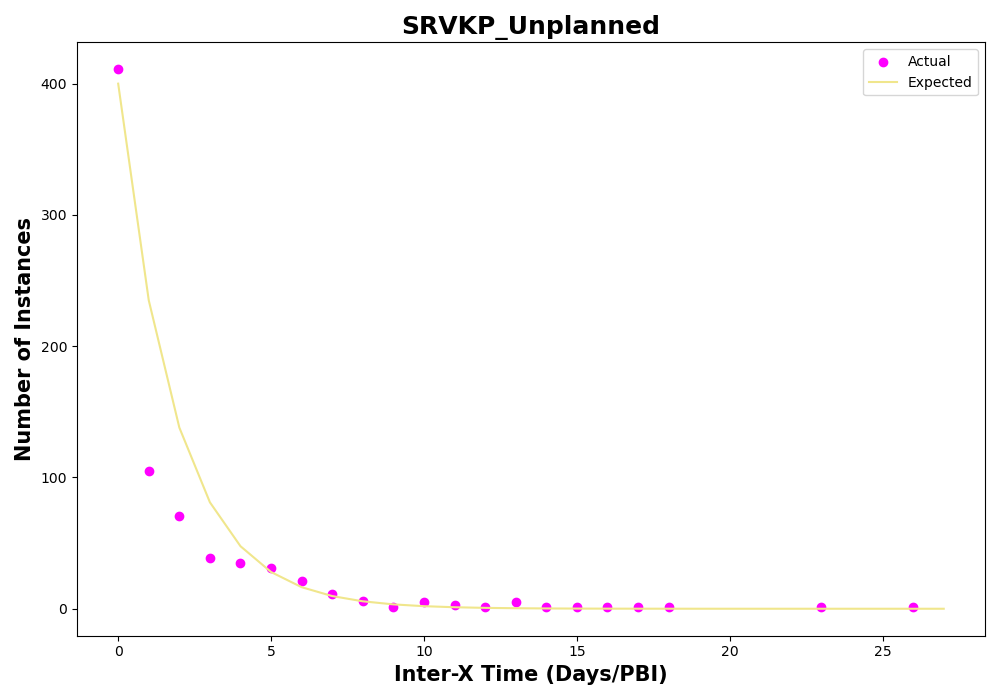 SRVKP_Unplanned
Actual
Expected
Number of Instances
400
300
200
100
0
0 5 10 15 20 25
Inter-X Time (Days/PBI)